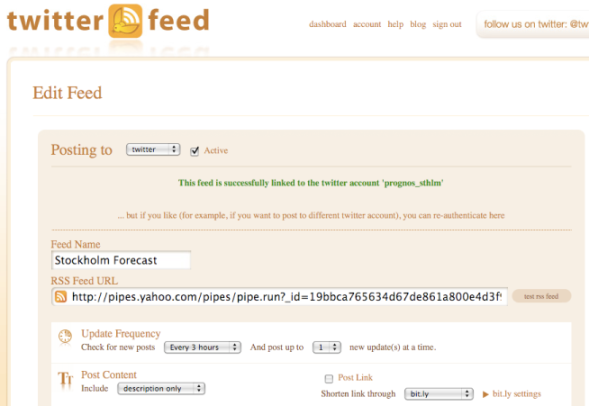 twitter feed
dashboard account help blog sign out
follow us on twitter: @tw
Edit Feed
Posting to twitter Active
This feed is successfully linked to the twitter account 'prognos_sthlm'
... but if you like (for example, if you want to post to different twitter account), you can re-authenticate here
Feed Name
Stockholm Forecast
RSS Feed URL
http://pipes.yahoo.com/pipes/pipe.run?_id=19bbca765634d67de861a800e4d3f9 test rss feed
Update Frequency
Check for new posts Every 3 hours And post up to 1 new update(s) at a time.
Post Content
Include description only
Post Link
Shorten link through bit.ly bit.ly settings